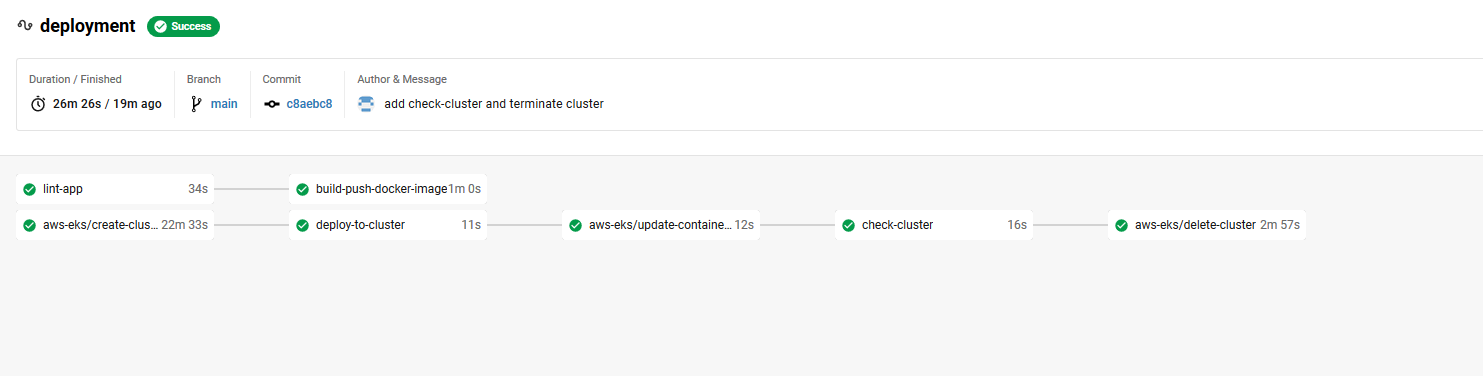 deployment Success
Duration / Finished Branch Commit Author & Message
26m 26s / 19m ago main c8aebc8 add check-cluster and terminate cluster
lint-app 34s build-push-docker-image 1m 0s
aws-eks/create-clus... 22m 33s deploy-to-cluster 11s aws-eks/update-containe... 12s check-cluster 16s aws-eks/delete-cluster 2m 57s